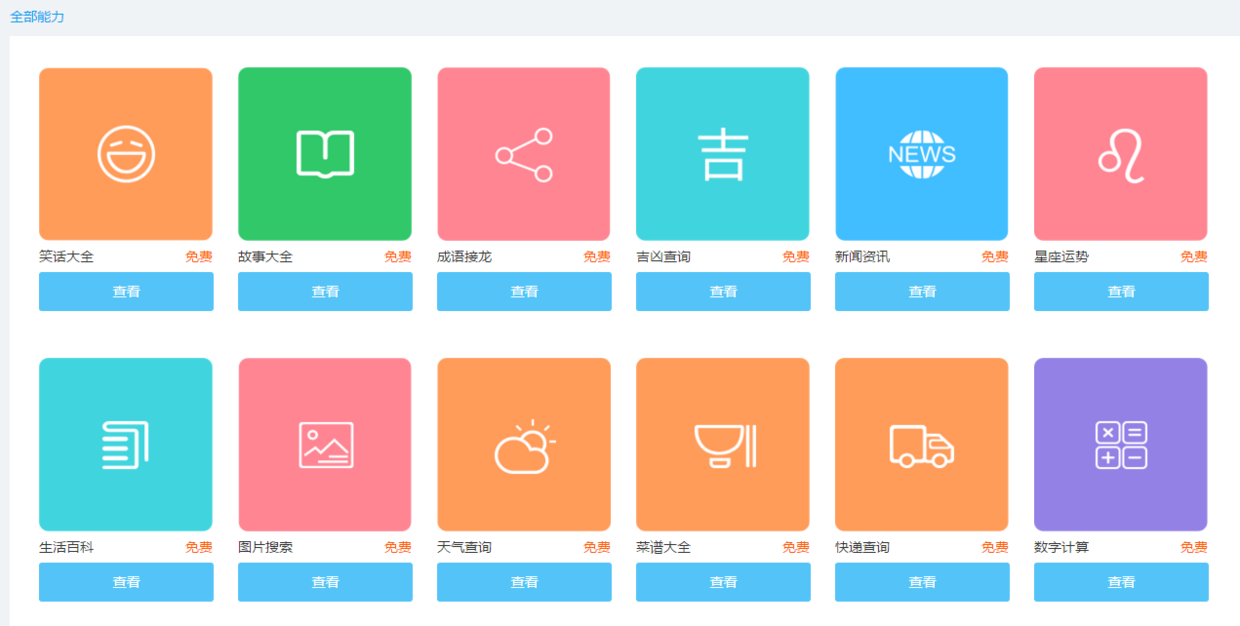 全部能力
吉
NEWS
笑话大全 免费 故事大全 免费 成语接龙 免费 吉凶查询 免费 新闻资讯 免费 星座运势 免费
查看 查看 查看 查看 查看 查看
生活百科 免费 图片搜索 免费 天气查询 免费 菜谱大全 免费 快递查询 免费 数字计算 免费
查看 查看 查看 查看 查看 查看